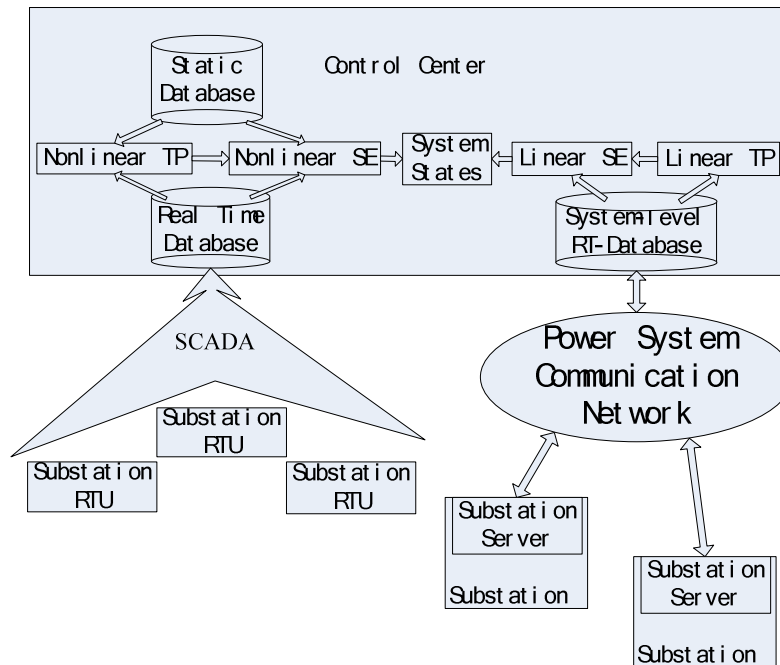 Static
Database
Control Center
Nonlinear TP
Nonlinear SE
System
States
Linear SE
Linear TP
Real Time
Database
System-level
RT-Database
SCADA
Power System
Communication
Network
Substation
RTU
Substation
RTU
Substation
RTU
Substation
Server
Substation
Substation
Server
Substation